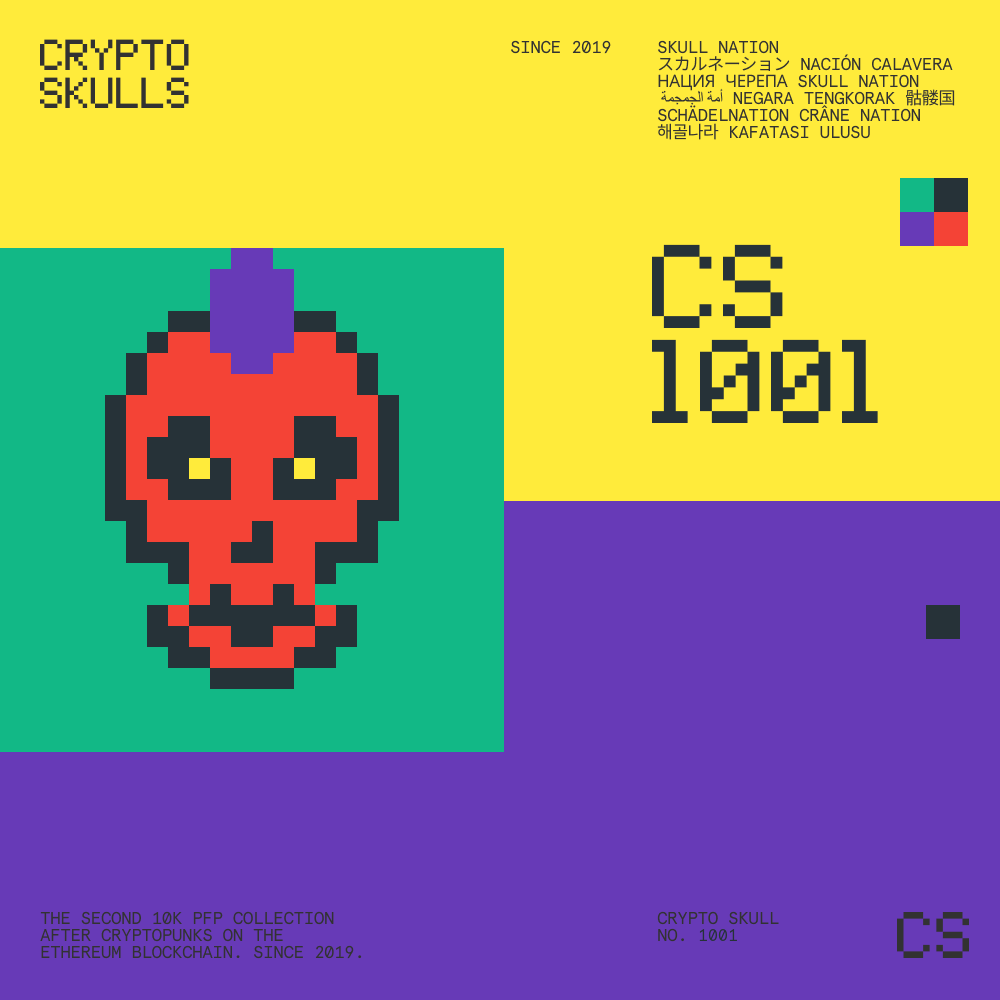 CRYPTO
SKULLS
SINCE 2019
SKULL NATION
スカルネーション NACIÓN CALAVERA
НАЦИЯ ЧЕРЕПА SKULL NATION
أمة الجمجمة NEGARA TENGKORAK 骷髅国
SCHÄDELNATION CRÂNE NATION
해골나라 KAFATASI ULUSU
CS
1001
THE SECOND 10K PFP COLLECTION
AFTER CRYPTOPUNKS ON THE
ETHEREUM BLOCKCHAIN. SINCE 2019.
CRYPTO SKULL
NO. 1001
CS